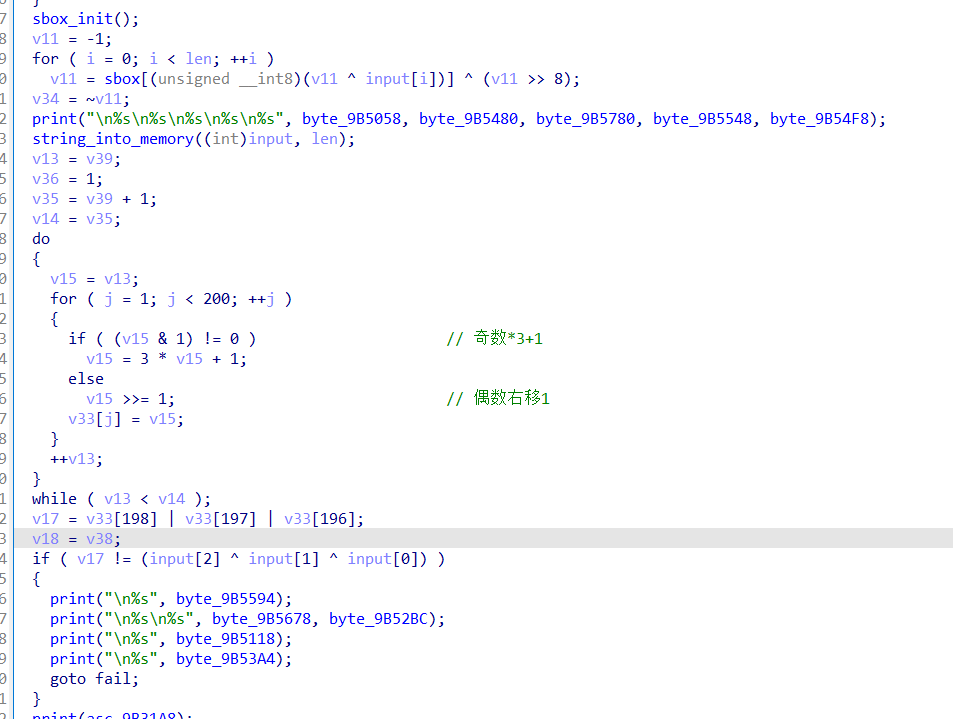 7 sbox_init();
8 v11 = -1;
9 for ( i = 0; i < len; ++i )
0 v11 = sbox[(unsigned __int8)(v11 ^ input[i])] ^ (v11 >> 8);
1 v34 = ~v11;
2 print("\n%s\n%s\n%s\n%s\n%s", byte_9B5058, byte_9B5480, byte_9B5780, byte_9B5548, byte_9B54F8);
3 string_into_memory((int)input, len);
4 v13 = v39;
5 v36 = 1;
6 v35 = v39 + 1;
7 v14 = v35;
8 do
9 {
0 v15 = v13;
1 for ( j = 1; j < 200; ++j )
2 {
3 if ( (v15 & 1) != 0 ) // 奇数*3+1
4 v15 = 3 * v15 + 1;
5 else
6 v15 >>= 1; // 偶数右移1
7 v33[j] = v15;
8 }
9 ++v13;
0 }
1 while ( v13 < v14 );
2 v17 = v33[198] | v33[197] | v33[196];
3 v18 = v38;
4 if ( v17 != (input[2] ^ input[1] ^ input[0]) )
5 {
6 print("\n%s", byte_9B5594);
7 print("\n%s\n%s", byte_9B5678, byte_9B52BC);
8 print("\n%s", byte_9B5118);
9 print("\n%s", byte_9B53A4);
0 goto fail;
1 }
2 print(asc_9B31A8);